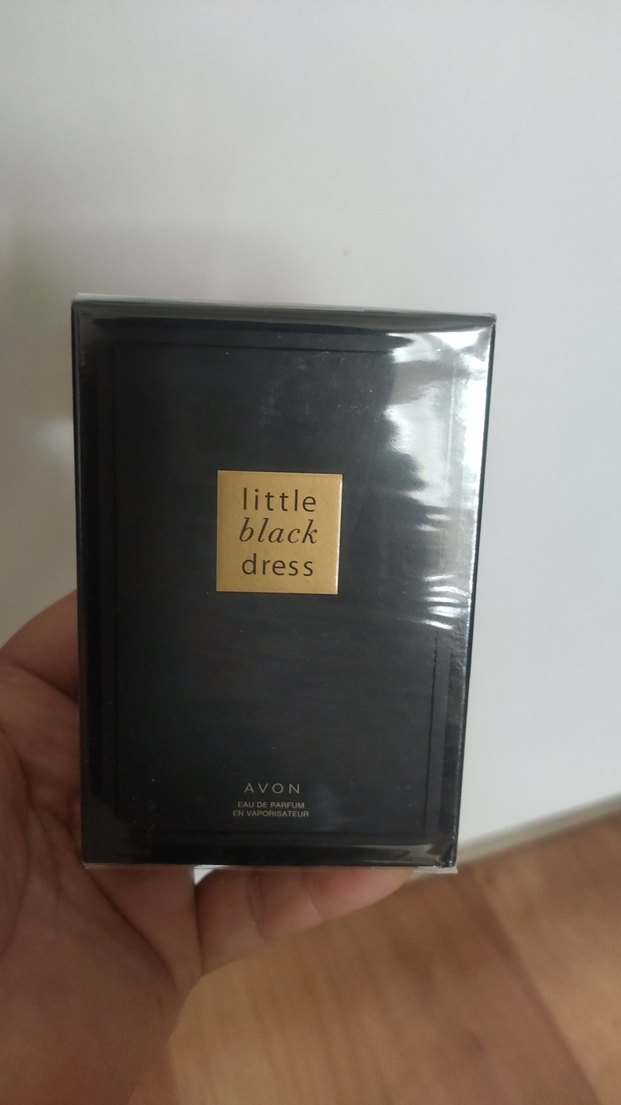 little
black
dress
AVON
EAU DE PARFUM
EN VAPORISATEUR